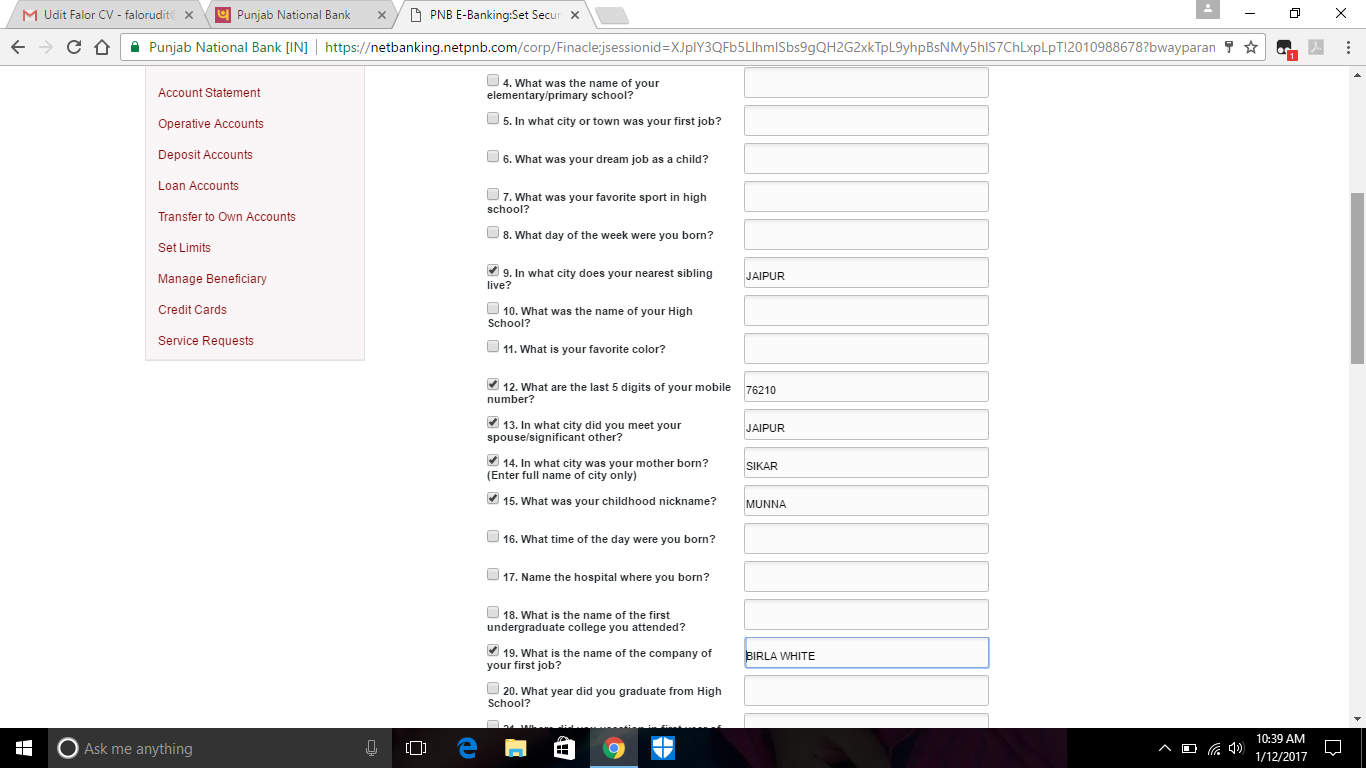 Udit Falor CV - falorudit@
Punjab National Bank
PNB E-Banking:Set Secur
Punjab National Bank [IN]
https://netbanking.netpnb.com/corp/Finacle;jsessionid=XJplY3QFb5LlhmISbs9gQH2G2xkTpL9yhpBsNMy5hlS7ChLxpLpT!2010988678?bwayparam
1
Account Statement
Operative Accounts
Deposit Accounts
Loan Accounts
Transfer to Own Accounts
Set Limits
Manage Beneficiary
Credit Cards
Service Requests
4. What was the name of your
elementary/primary school?
5. In what city or town was your first job?
6. What was your dream job as a child?
7. What was your favorite sport in high
school?
8. What day of the week were you born?
9. In what city does your nearest sibling
live?
JAIPUR
10. What was the name of your High
School?
11. What is your favorite color?
12. What are the last 5 digits of your mobile
number?
76210
13. In what city did you meet your
spouse/significant other?
JAIPUR
14. In what city was your mother born?
(Enter full name of city only)
SIKAR
15. What was your childhood nickname?
MUNNA
16. What time of the day were you born?
17. Name the hospital where you born?
18. What is the name of the first
undergraduate college you attended?
19. What is the name of the company of
your first job?
BIRLA WHITE
20. What year did you graduate from High
School?
Ask me anything
10:39 AM
1/12/2017